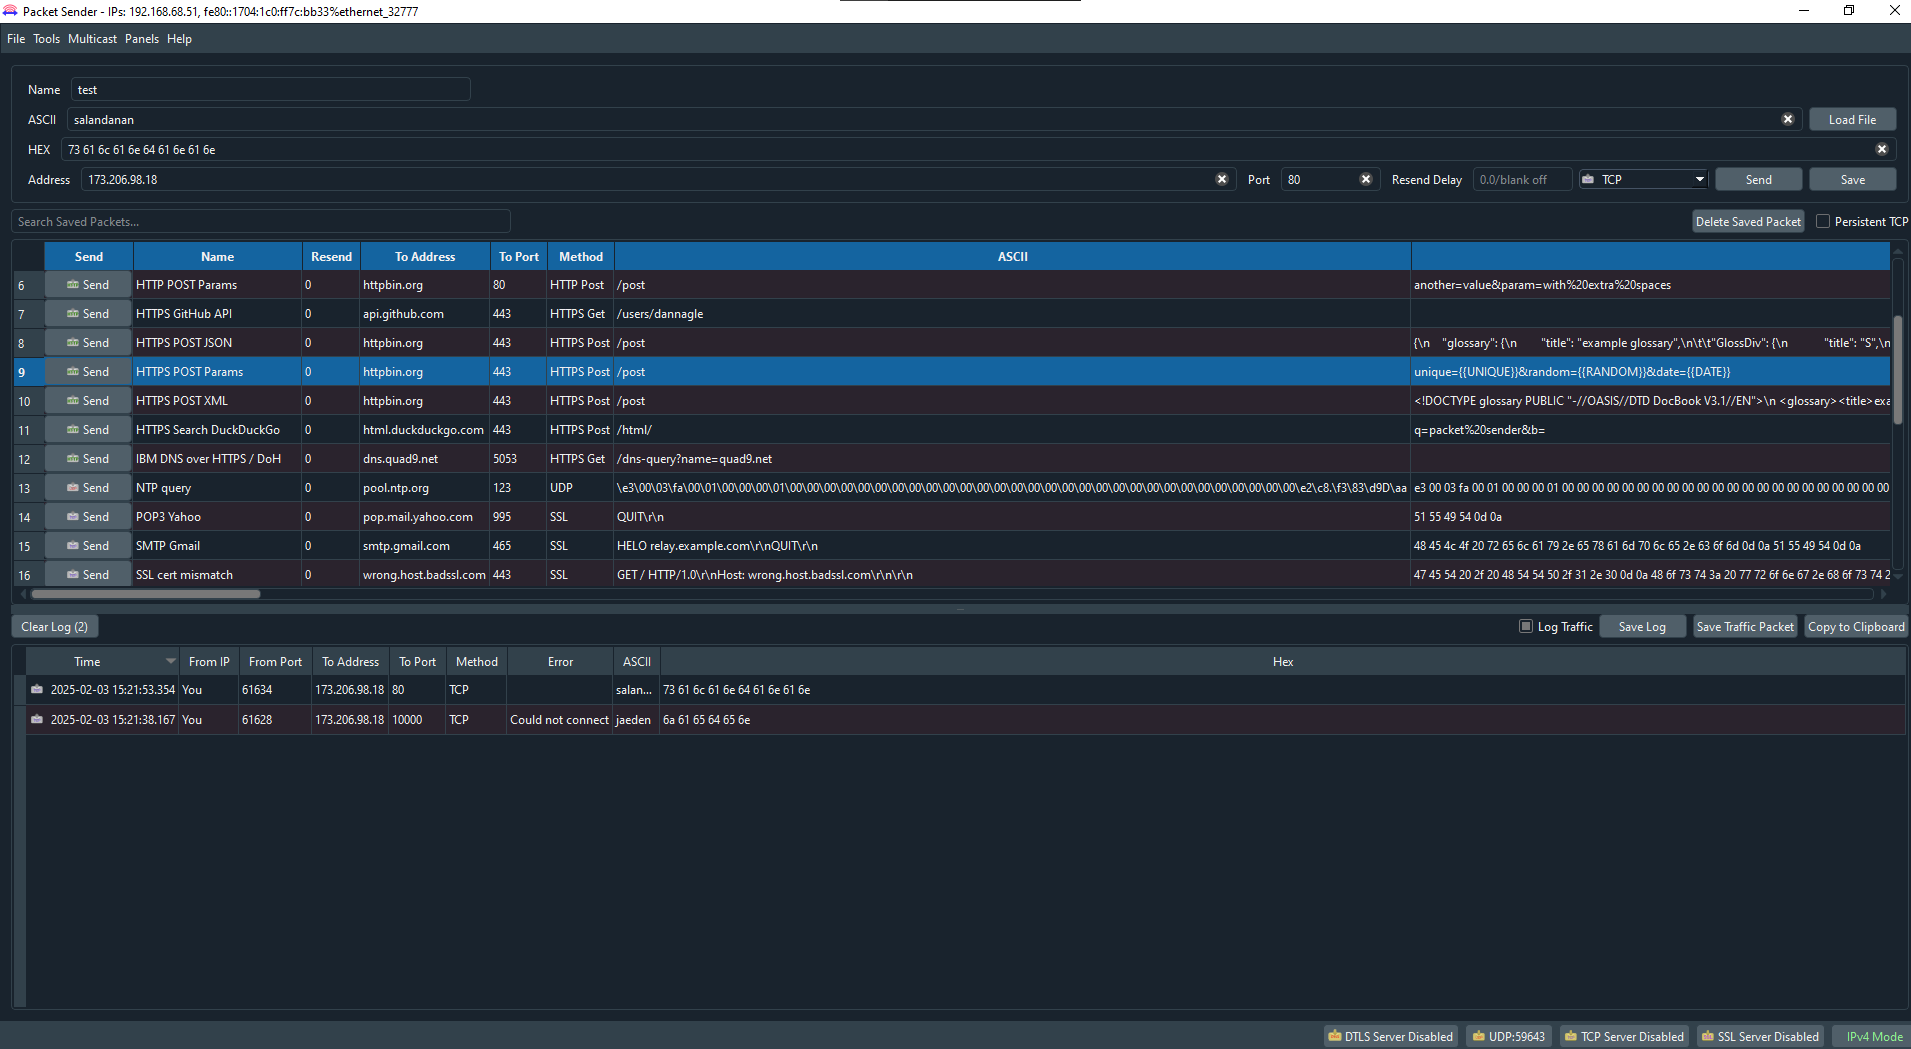 Packet Sender - IPs: 192.168.68.51, fe80::1704:1c0:ff7c:bb33%ethernet_32777
File Tools Multicast Panels Help
Name test
ASCII salandanan Load File
HEX 73 61 6c 61 6e 64 61 6e 61 6e
Address 173.206.98.18 Port 80 Resend Delay 0.0/blank off TCP Send Save
Search Saved Packets... Delete Saved Packet Persistent TCP
Send Name Resend To Address To Port Method ASCII
6 Send HTTP POST Params 0 httpbin.org 80 HTTP Post /post another=value&param=with%20extra%20spaces
7 Send HTTPS GitHub API 0 api.github.com 443 HTTPS Get /users/dannagle
8 Send HTTPS POST JSON 0 httpbin.org 443 HTTPS Post /post {\n "glossary": {\n "title": "example glossary",\n\t\t"GlossDiv": {\n "title": "S",\n
9 Send HTTPS POST Params 0 httpbin.org 443 HTTPS Post /post unique={{UNIQUE}}&random={{RANDOM}}&date={{DATE}}
10 Send HTTPS POST XML 0 httpbin.org 443 HTTPS Post /post <!DOCTYPE glossary PUBLIC "-//OASIS//DTD DocBook V3.1//EN">\n <glossary><title>exa
11 Send HTTPS Search DuckDuckGo 0 html.duckduckgo.com 443 HTTPS Post /html/ q=packet%20sender&b=
12 Send IBM DNS over HTTPS / DoH 0 dns.quad9.net 5053 HTTPS Get /dns-query?name=quad9.net
13 Send NTP query 0 pool.ntp.org 123 UDP \e3\00\03\fa\00\01\00\00\00\01\00\00\00\00\00\00\00\00\00\00\00\00\00\00\00\00\00\00\00\00\00\00\00\00\00\00\00\00\00\00\e2\c8.\f3\83\d9D\aa e3 00 03 fa 00 01 00 00 00 01 00 00 00 00 00 00 00 00 00 00 00 00 00 00 00 00 00 00 00 00 00 00
14 Send POP3 Yahoo 0 pop.mail.yahoo.com 995 SSL QUIT\r\n 51 55 49 54 0d 0a
15 Send SMTP Gmail 0 smtp.gmail.com 465 SSL HELO relay.example.com\r\nQUIT\r\n 48 45 4c 4f 20 72 65 6c 61 79 2e 65 78 61 6d 70 6c 65 2e 63 6f 6d 0d 0a 51 55 49 54 0d 0a
16 Send SSL cert mismatch 0 wrong.host.badssl.com 443 SSL GET / HTTP/1.0\r\nHost: wrong.host.badssl.com\r\n\r\n 47 45 54 20 2f 20 48 54 54 50 2f 31 2e 30 0d 0a 48 6f 73 74 3a 20 77 72 6f 6e 67 2e 68 6f 73 74 2
Clear Log (2) Log Traffic Save Log Save Traffic Packet Copy to Clipboard
Time From IP From Port To Address To Port Method Error ASCII Hex
2025-02-03 15:21:53.354 You 61634 173.206.98.18 80 TCP salan... 73 61 6c 61 6e 64 61 6e 61 6e
2025-02-03 15:21:38.167 You 61628 173.206.98.18 10000 TCP Could not connect jaeden 6a 61 65 64 65 6e
DTLS Server Disabled UDP:59643 TCP Server Disabled SSL Server Disabled IPv4 Mode